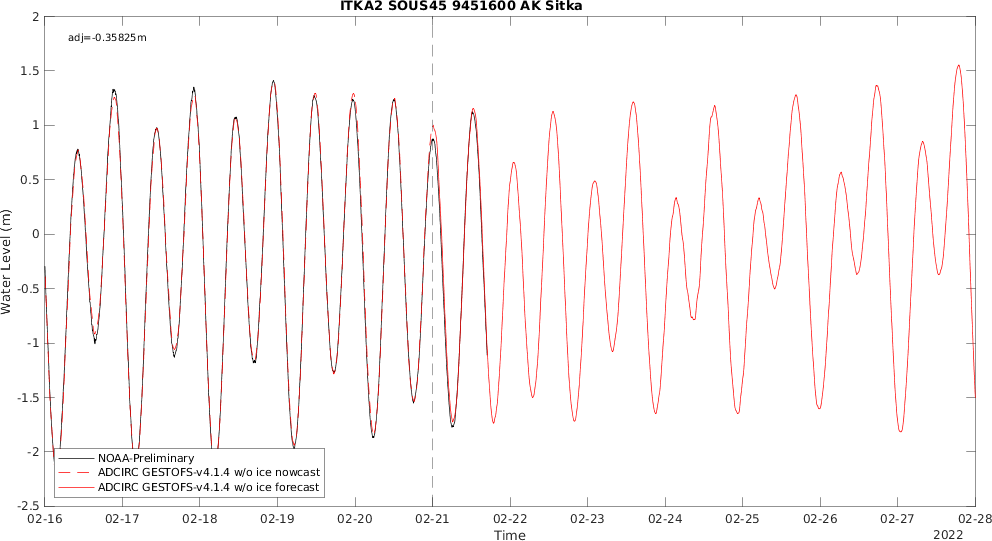 ITKA2 SOUS45 9451600 AK Sitka
adj=-0.35825m
Water Level (m)
2
1.5
1
0.5
0
-0.5
-1
-1.5
-2
-2.5
NOAA-Preliminary
ADCIRC GESTOFS-v4.1.4 w/o ice nowcast
ADCIRC GESTOFS-v4.1.4 w/o ice forecast
02-16 02-17 02-18 02-19 02-20 02-21 02-22 02-23 02-24 02-25 02-26 02-27 02-28
Time
2022